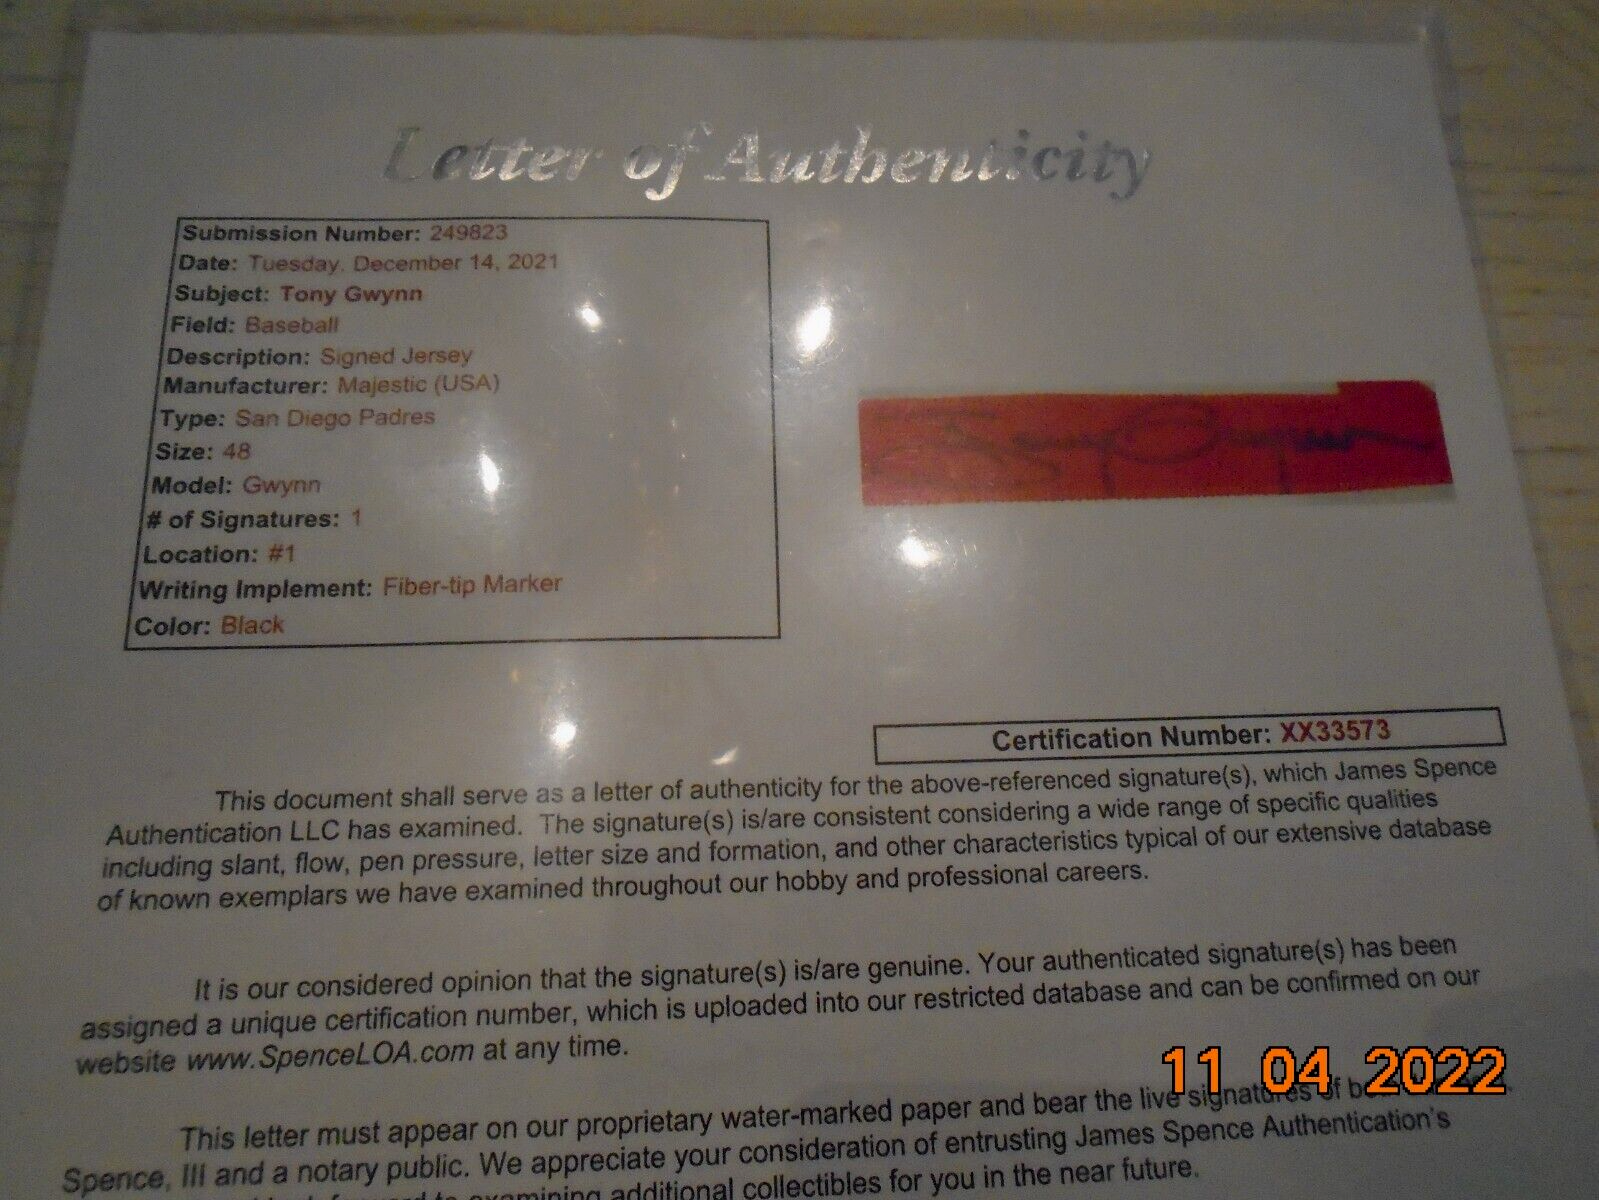 Letter of Authenticity
Submission Number: 249823
Date: Tuesday, December 14, 2021
Subject: Tony Gwynn
Field: Baseball
Description: Signed Jersey
Manufacturer: Majestic (USA)
Type: San Diego Padres
Size: 48
Model: Gwynn
# of Signatures: 1
Location: #1
Writing Implement: Fiber-tip Marker
Color: Black
Certification Number: XX33573
This document shall serve as a letter of authenticity for the above-referenced signature(s), which James Spence
Authentication LLC has examined. The signature(s) is/are consistent considering a wide range of specific qualities
including slant, flow, pen pressure, letter size and formation, and other characteristics typical of our extensive database
of known exemplars we have examined throughout our hobby and professional careers.
It is our considered opinion that the signature(s) is/are genuine. Your authenticated signature(s) has been
assigned a unique certification number, which is uploaded into our restricted database and can be confirmed on our
website www.SpenceLOA.com at any time.
11 04 2022
This letter must appear on our proprietary water-marked paper and bear the live signatures of
Spence, III and a notary public. We appreciate your consideration of entrusting James Spence Authentication's
forward to examining additional collectibles for you in the near future.